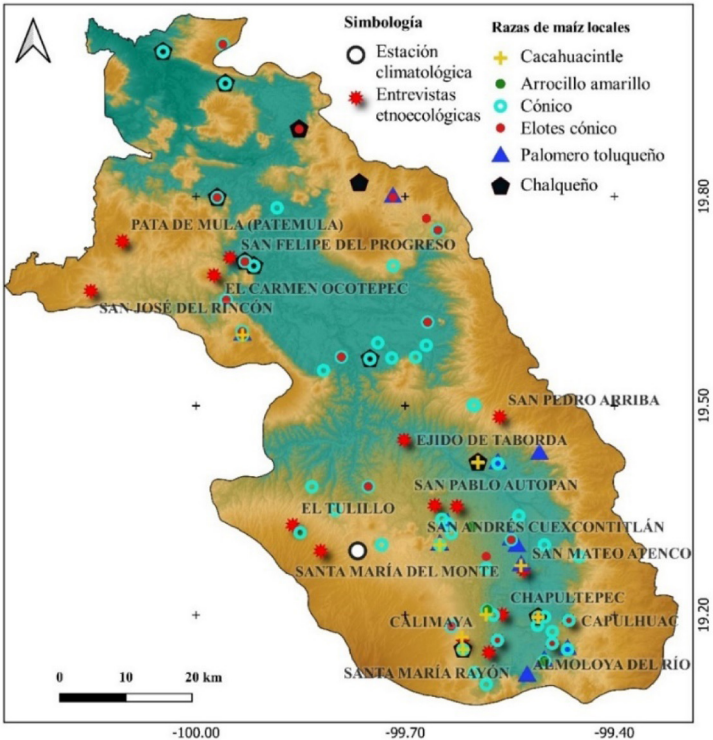 Simbología
Estación
climatológica
Entrevistas
etnoecológicas
Razas de maíz locales
Cacahuacintle
Arrocillo amarillo
Cónico
Elotes cónico
Palomero toluqueño
Chalqueño
PATA DE MULA (PATEMULA)
SAN FELIPE DEL PROGRESO
EL CARMEN OCOTEPEC
SAN JOSÉ DEL RINCÓN
SAN PEDRO ARRIBA
EJIDO DE TABORDA
SAN PABLO AUTOPAN
EL TULILLO
SAN ANDRÉS CUEXCONTITLÁN
SAN MATEO ATENCO
SANTA MARÍA DEL MONTE
CHAPULTEPEC
CALIMAYA
CAPULHUAC
ALMOLOYA DEL RÍO
SANTA MARÍA RAYÓN
0 10 20 km
19.80
19.50
19.20
-100.00 -99.70 -99.40